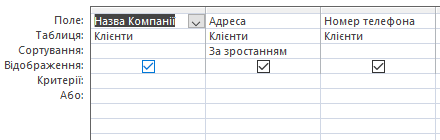 Поле: Назва Компанії Адреса Номер телефона
Таблиця: Клієнти Клієнти Клієнти
Сортування: За зростанням
Відображення:
Критерії:
Або: